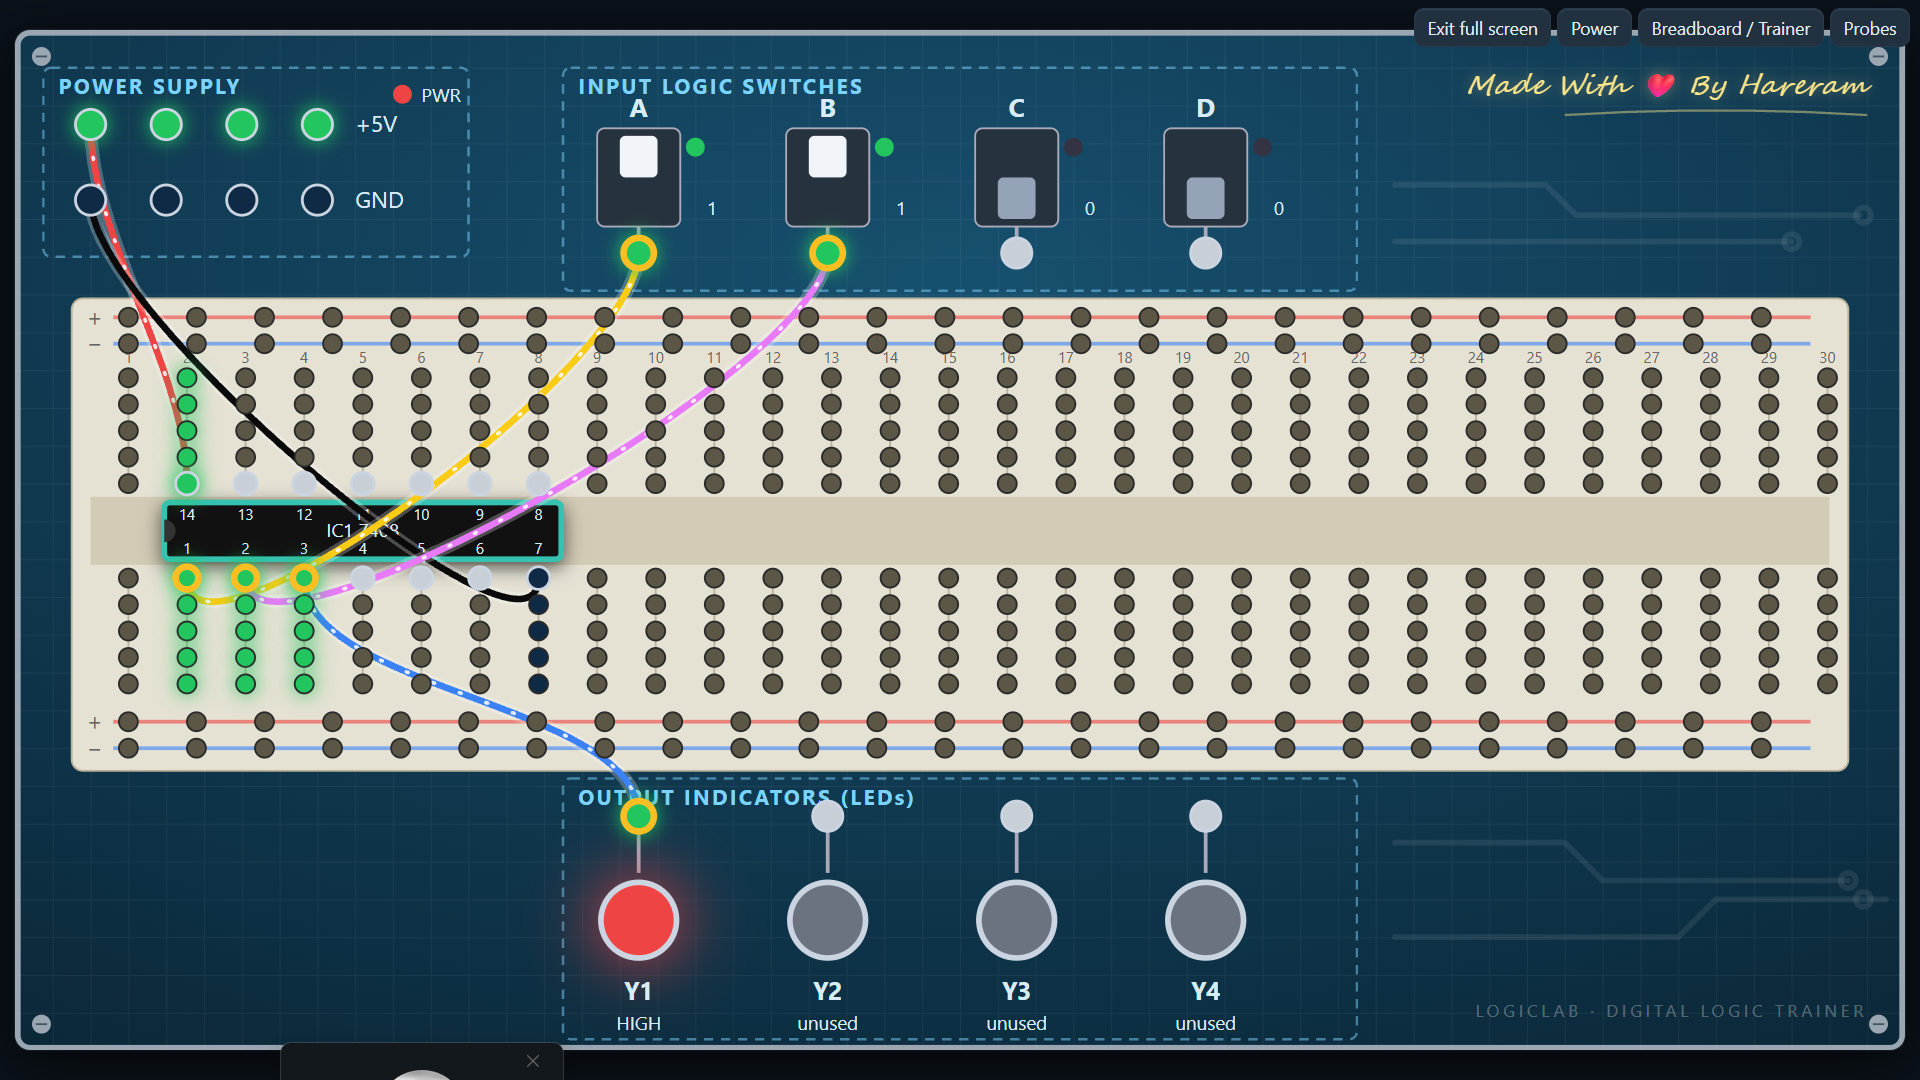 Exit full screen Power Breadboard / Trainer Probes
POWER SUPPLY
PWR
+5V
GND
INPUT LOGIC SWITCHES
A B C D
1 1 0 0
Made With ❤ By Hareram
+
−
1 2 3 4 5 6 7 8 9 10 11 12 13 14 15 16 17 18 19 20 21 22 23 24 25 26 27 28 29 30
14 13 12 11 10 9 8
IC1 7408
1 2 3 4 5 6 7
+
−
OUTPUT INDICATORS (LEDs)
Y1 Y2 Y3 Y4
HIGH unused unused unused
LOGICLAB · DIGITAL LOGIC TRAINER